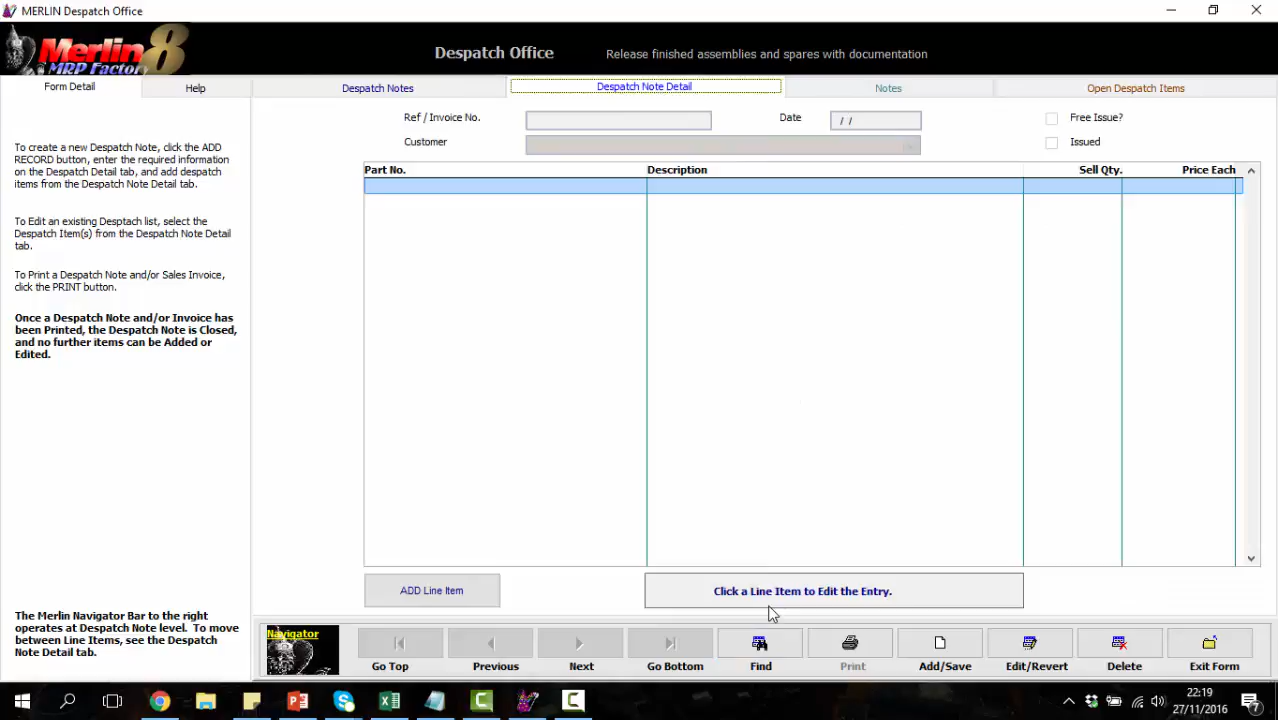 MERLIN Despatch Office
Merlin 8
MRP Factory
Despatch Office
Release finished assemblies and spares with documentation
Form Detail
Help
Despatch Notes
Despatch Note Detail
Notes
Open Despatch Items
To create a new Despatch Note, click the ADD
RECORD button, enter the required information
on the Despatch Detail tab, and add despatch
items from the Despatch Note Detail tab.
To Edit an existing Desptach list, select the
Despatch Item(s) from the Despatch Note Detail
tab.
To Print a Despatch Note and/or Sales Invoice,
click the PRINT button.
Once a Despatch Note and/or Invoice has
been Printed, the Despatch Note is Closed,
and no further items can be Added or
Edited.
The Merlin Navigator Bar to the right
operates at Despatch Note level. To move
between Line Items, see the Despatch
Note Detail tab.
Ref / Invoice No.
Date
/ /
Free Issue?
Customer
Issued
Part No.
Description
Sell Qty.
Price Each
ADD Line Item
Click a Line Item to Edit the Entry.
Navigator
Go Top
Previous
Next
Go Bottom
Find
Print
Add/Save
Edit/Revert
Delete
Exit Form
22:19
27/11/2016
7